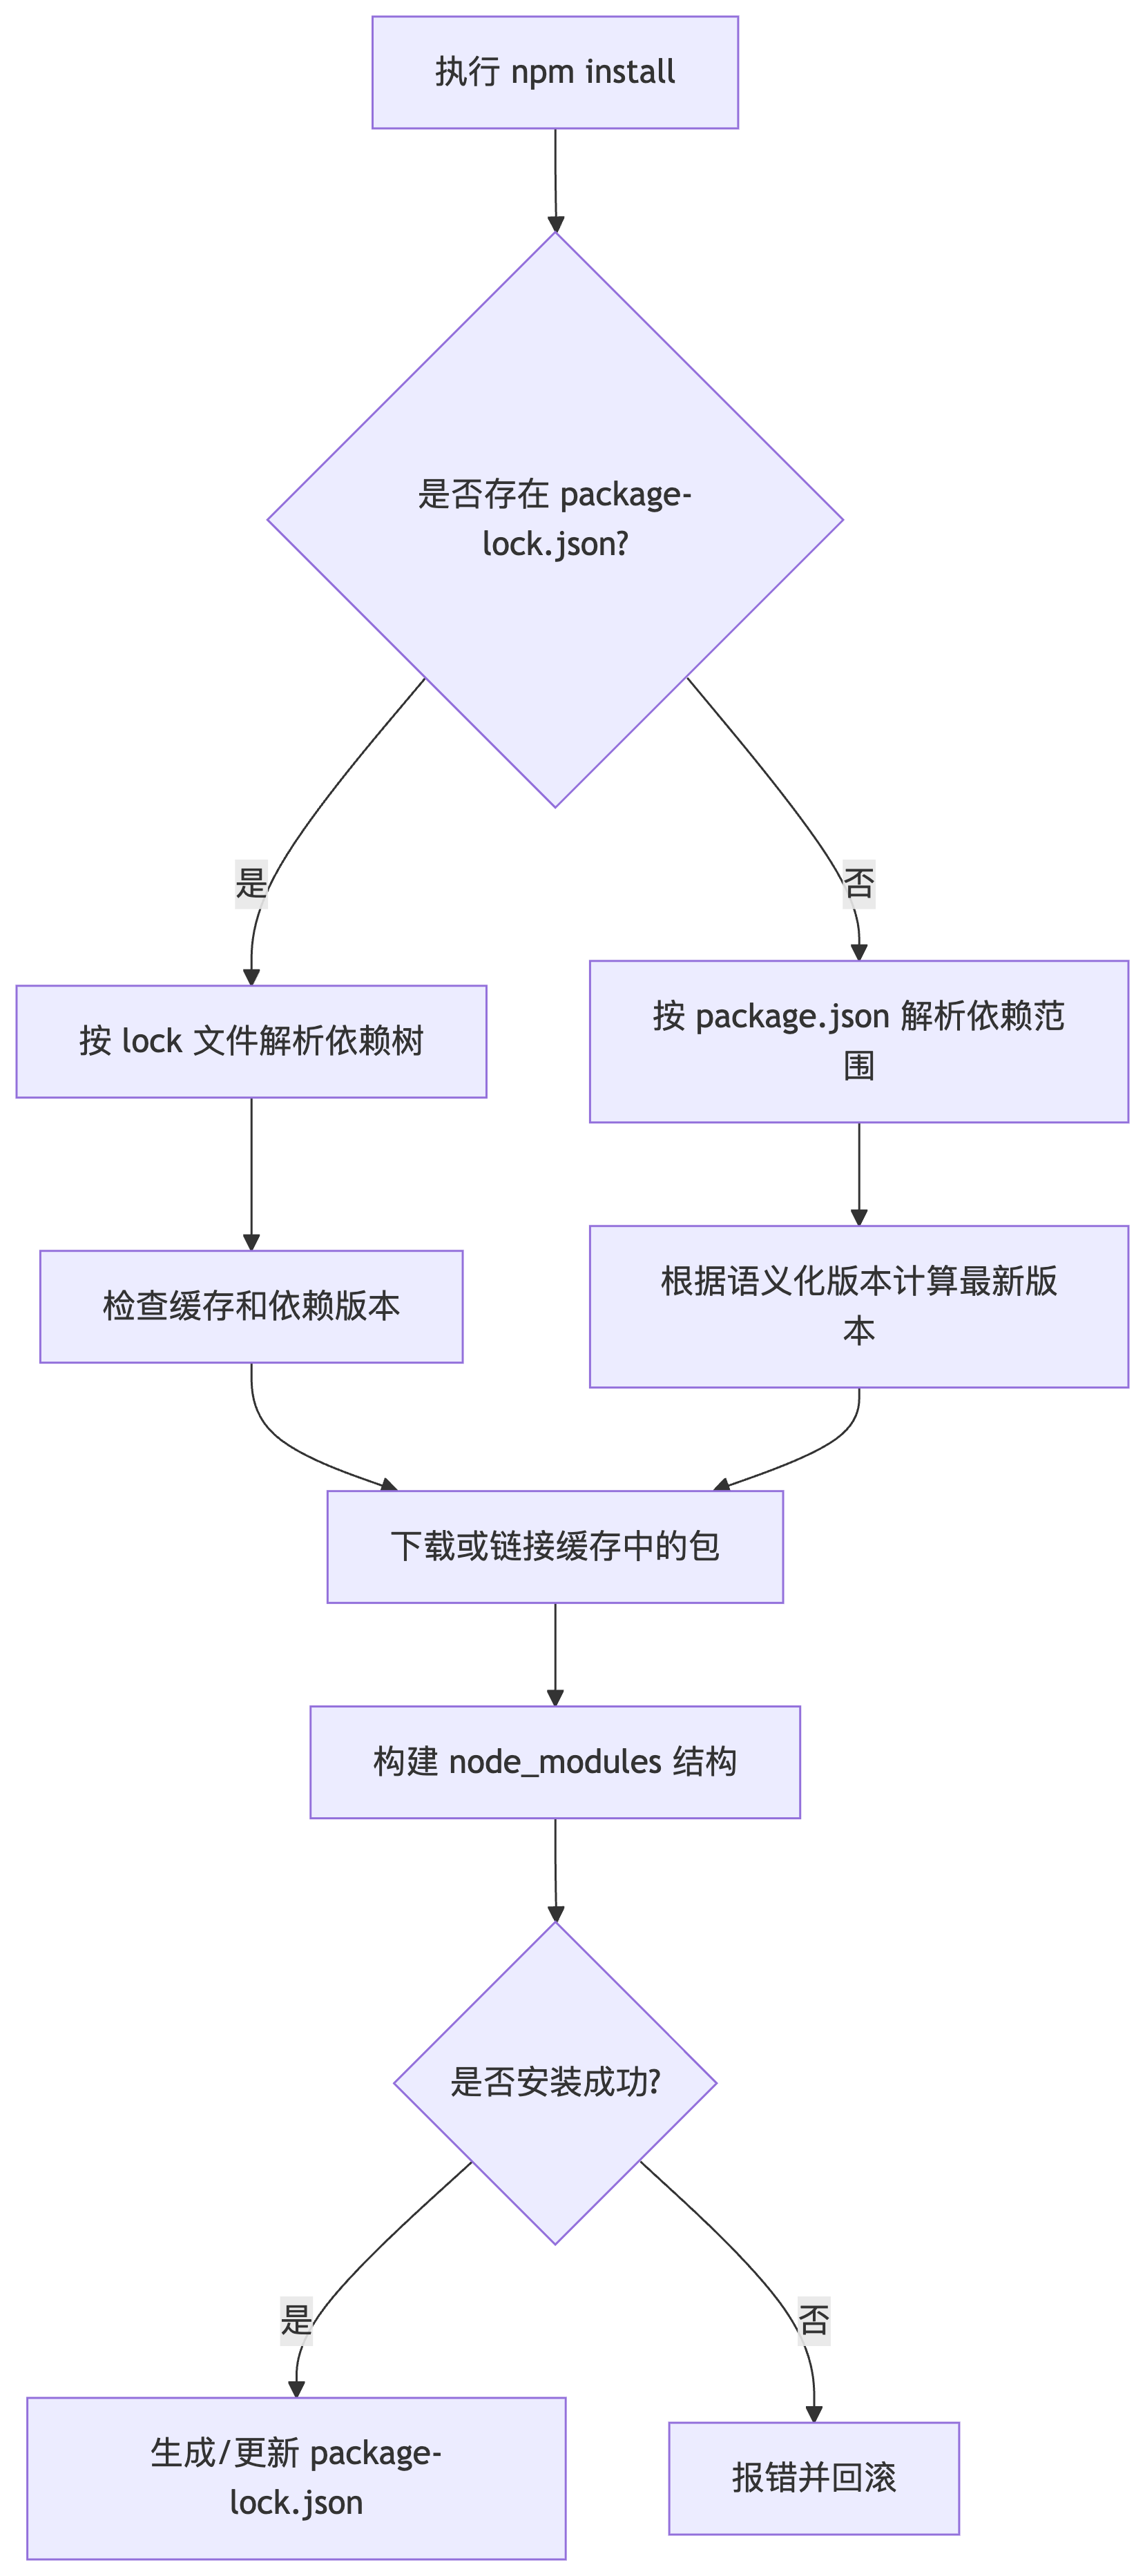 执行 npm install
是否存在 package-
lock.json?
是
否
按 lock 文件解析依赖树
按 package.json 解析依赖范
围
检查缓存和依赖版本
根据语义化版本计算最新版
本
下载或链接缓存中的包
构建 node_modules 结构
是否安装成功?
是
否
生成/更新 package-
lock.json
报错并回滚